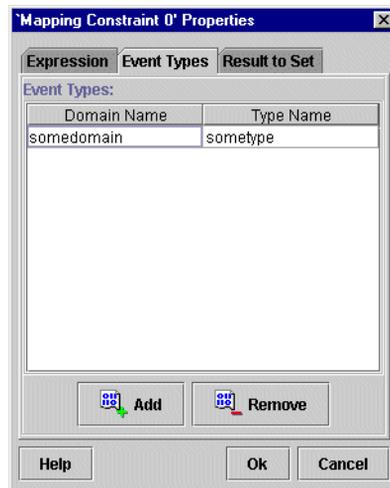 `Mapping Constraint 0' Properties
Expression Event Types Result to Set
Event Types:
Domain Name Type Name
somedomain sometype
Add Remove
Help Ok Cancel